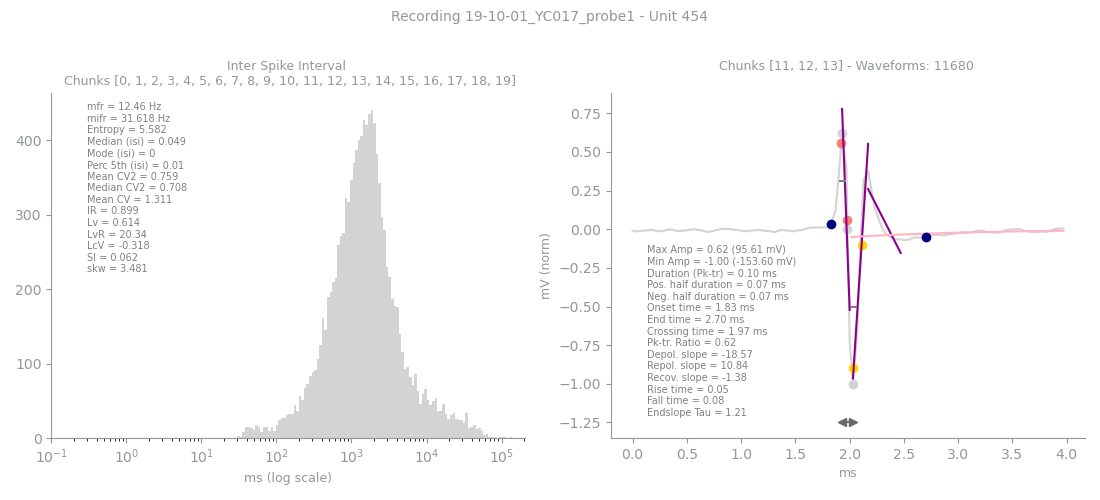 Recording 19-10-01_YC017_probe1 - Unit 454
Inter Spike Interval
Chunks [0, 1, 2, 3, 4, 5, 6, 7, 8, 9, 10, 11, 12, 13, 14, 15, 16, 17, 18, 19]
mfr = 12.46 Hz
mifr = 31.618 Hz
Entropy = 5.582
Median (isi) = 0.049
Mode (isi) = 0
Perc 5th (isi) = 0.01
Mean CV2 = 0.759
Median CV2 = 0.708
Mean CV = 1.311
IR = 0.899
Lv = 0.614
LvR = 20.34
LcV = -0.318
SI = 0.062
skw = 3.481
400
300
200
100
0
10⁻¹ 10⁰ 10¹ 10² 10³ 10⁴ 10⁵
ms (log scale)
Chunks [11, 12, 13] - Waveforms: 11680
mV (norm)
0.75
0.50
0.25
0.00
−0.25
−0.50
−0.75
−1.00
−1.25
Max Amp = 0.62 (95.61 mV)
Min Amp = -1.00 (-153.60 mV)
Duration (Pk-tr) = 0.10 ms
Pos. half duration = 0.07 ms
Neg. half duration = 0.07 ms
Onset time = 1.83 ms
End time = 2.70 ms
Crossing time = 1.97 ms
Pk-tr. Ratio = 0.62
Depol. slope = -18.57
Repol. slope = 10.84
Recov. slope = -1.38
Rise time = 0.05
Fall time = 0.08
Endslope Tau = 1.21
0.0 0.5 1.0 1.5 2.0 2.5 3.0 3.5 4.0
ms